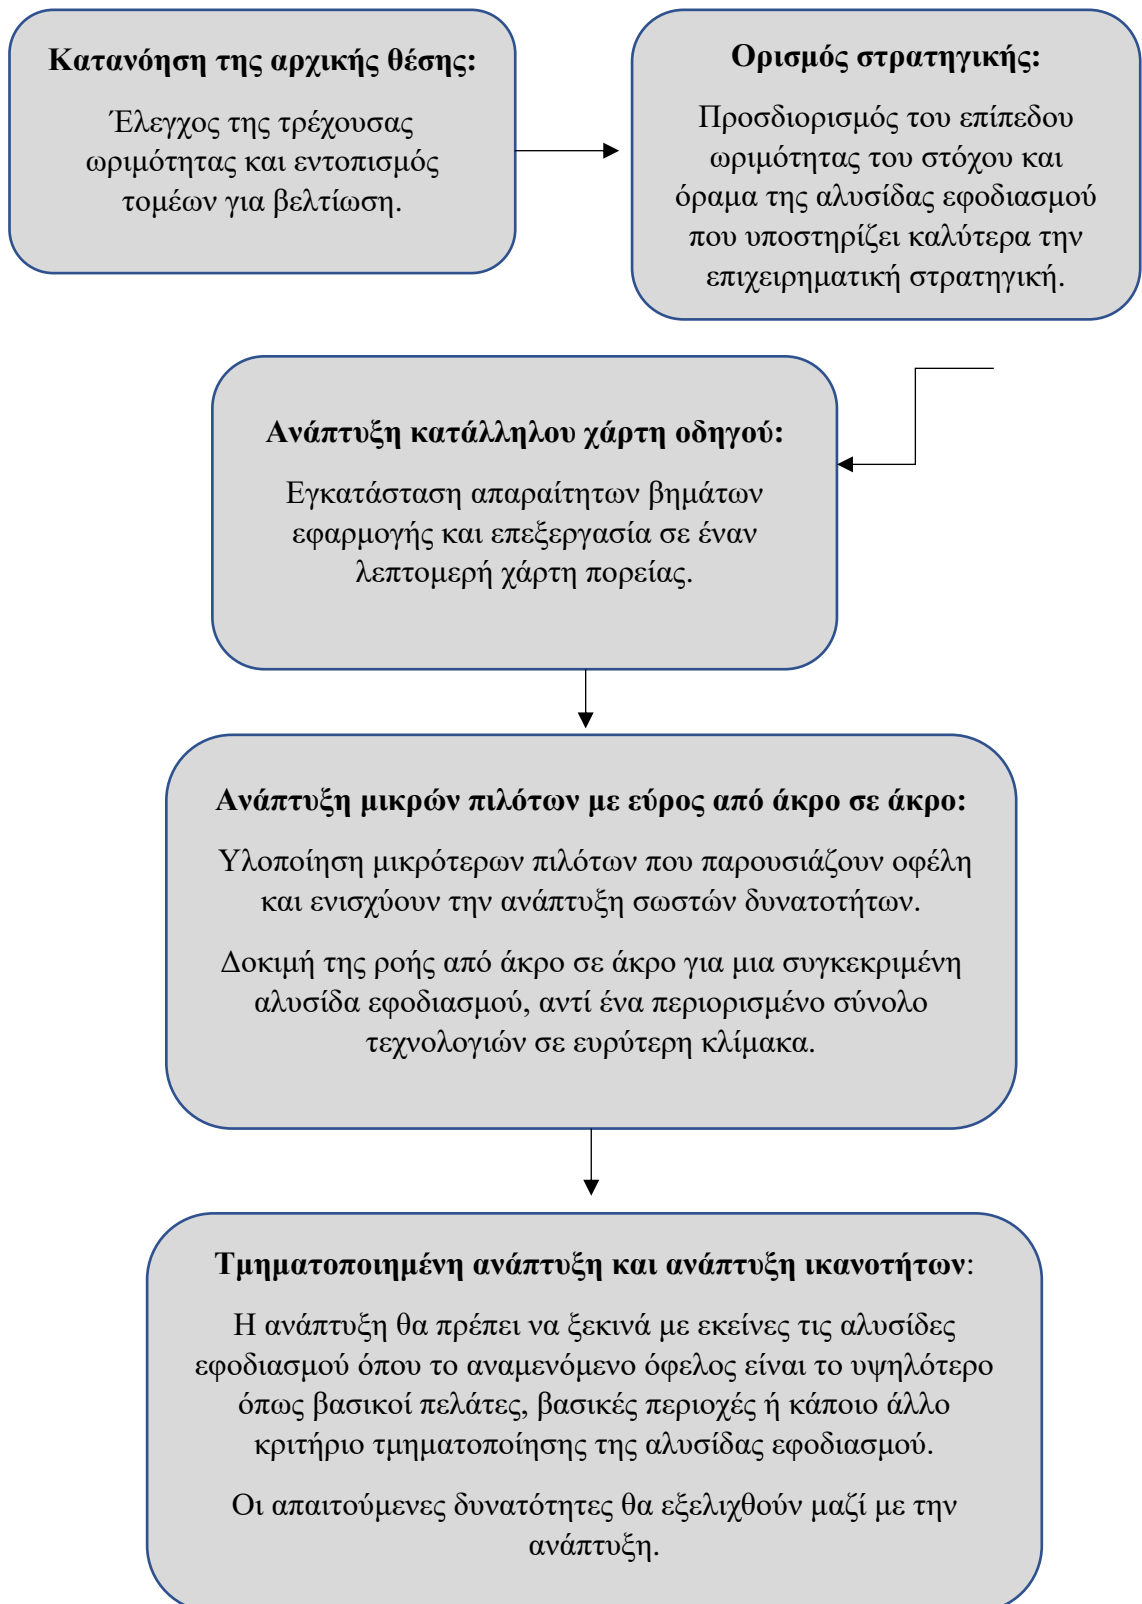 Κατανόηση της αρχικής θέσης:
Έλεγχος της τρέχουσας
ωριμότητας και εντοπισμός
τομέων για βελτίωση.
Ορισμός στρατηγικής:
Προσδιορισμός του επίπεδου
ωριμότητας του στόχου και
όραμα της αλυσίδας εφοδιασμού
που υποστηρίζει καλύτερα την
επιχειρηματική στρατηγική.
Ανάπτυξη κατάλληλου χάρτη οδηγού:
Εγκατάσταση απαραίτητων βημάτων
εφαρμογής και επεξεργασία σε έναν
λεπτομερή χάρτη πορείας.
Ανάπτυξη μικρών πιλότων με εύρος από άκρο σε άκρο:
Υλοποίηση μικρότερων πιλότων που παρουσιάζουν οφέλη
και ενισχύουν την ανάπτυξη σωστών δυνατοτήτων.
Δοκιμή της ροής από άκρο σε άκρο για μια συγκεκριμένη
αλυσίδα εφοδιασμού, αντί ένα περιορισμένο σύνολο
τεχνολογιών σε ευρύτερη κλίμακα.
Τμηματοποιημένη ανάπτυξη και ανάπτυξη ικανοτήτων:
Η ανάπτυξη θα πρέπει να ξεκινά με εκείνες τις αλυσίδες
εφοδιασμού όπου το αναμενόμενο όφελος είναι το υψηλότερο
όπως βασικοί πελάτες, βασικές περιοχές ή κάποιο άλλο
κριτήριο τμηματοποίησης της αλυσίδας εφοδιασμού.
Οι απαιτούμενες δυνατότητες θα εξελιχθούν μαζί με την
ανάπτυξη.